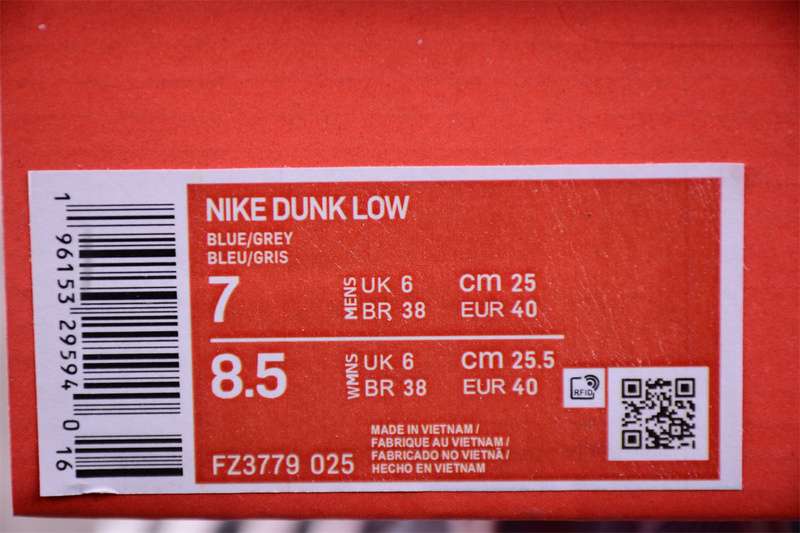 1 96153 29594 0 16
NIKE DUNK LOW
BLUE/GREY
BLEU/GRIS
7 MENS UK 6 cm 25
BR 38 EUR 40
8.5 WMNS UK 6 cm 25.5
BR 38 EUR 40
RFID
MADE IN VIETNAM /
FABRIQUE AU VIETNAM /
FABRICADO NO VIETNÃ /
HECHO EN VIETNAM
FZ3779 025